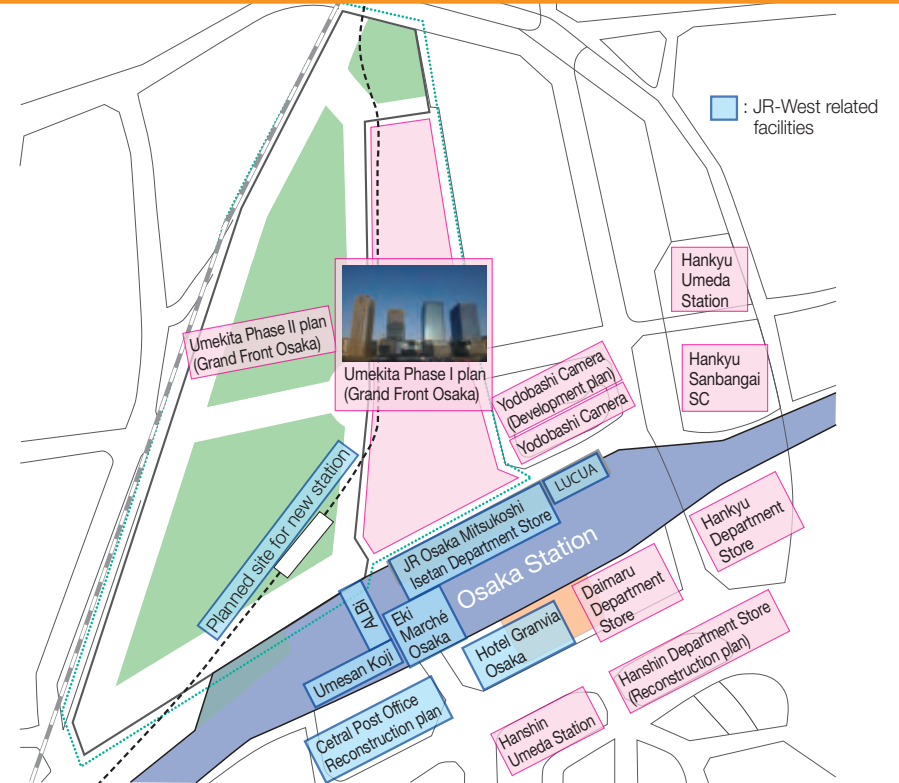 : JR-West related
facilities
Hankyu
Umeda
Station
Umekita Phase II plan
(Grand Front Osaka)
Umekita Phase I plan
(Grand Front Osaka)
Hankyu
Sanbangai
SC
Yodobashi Camera
(Development plan)
Yodobashi Camera
LUCUA
Planned site for new station
JR Osaka Mitsukoshi
Isetan Department Store
Osaka Station
Hankyu
Department
Store
ALBi
Eki
Marché
Osaka
Daimaru
Department
Store
Hotel Granvia
Osaka
Umesan Koji
Hanshin Department Store
(Reconstruction plan)
Cetral Post Office
Reconstruction plan
Hanshin
Umeda Station